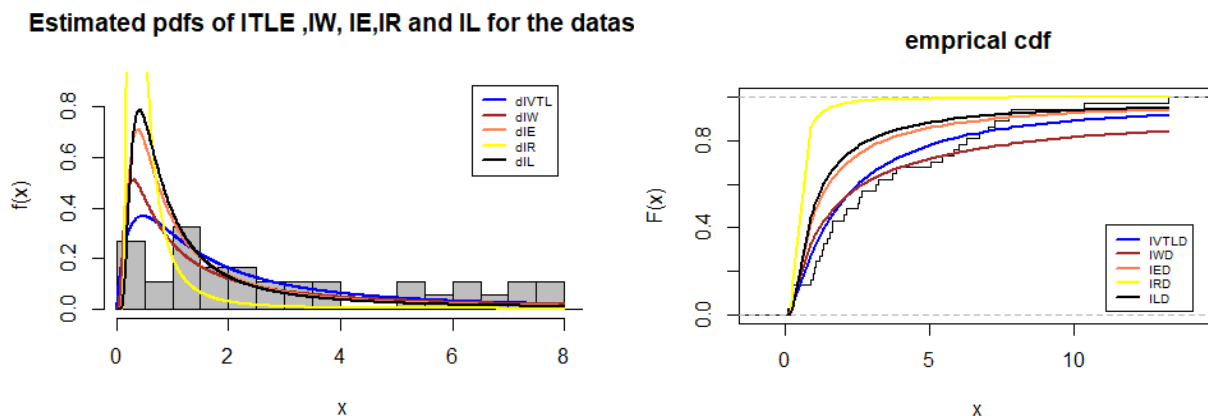 Estimated pdfs of ITLE ,IW, IE,IR and IL for the datas
f(x)
0.0
0.2
0.4
0.6
0.8
dIVTL
dIW
dIE
dIR
dIL
0
2
4
6
8
x
emprical cdf
F(x)
0.0
0.4
0.8
IVTLD
IWD
IED
IRD
ILD
0
5
10
x